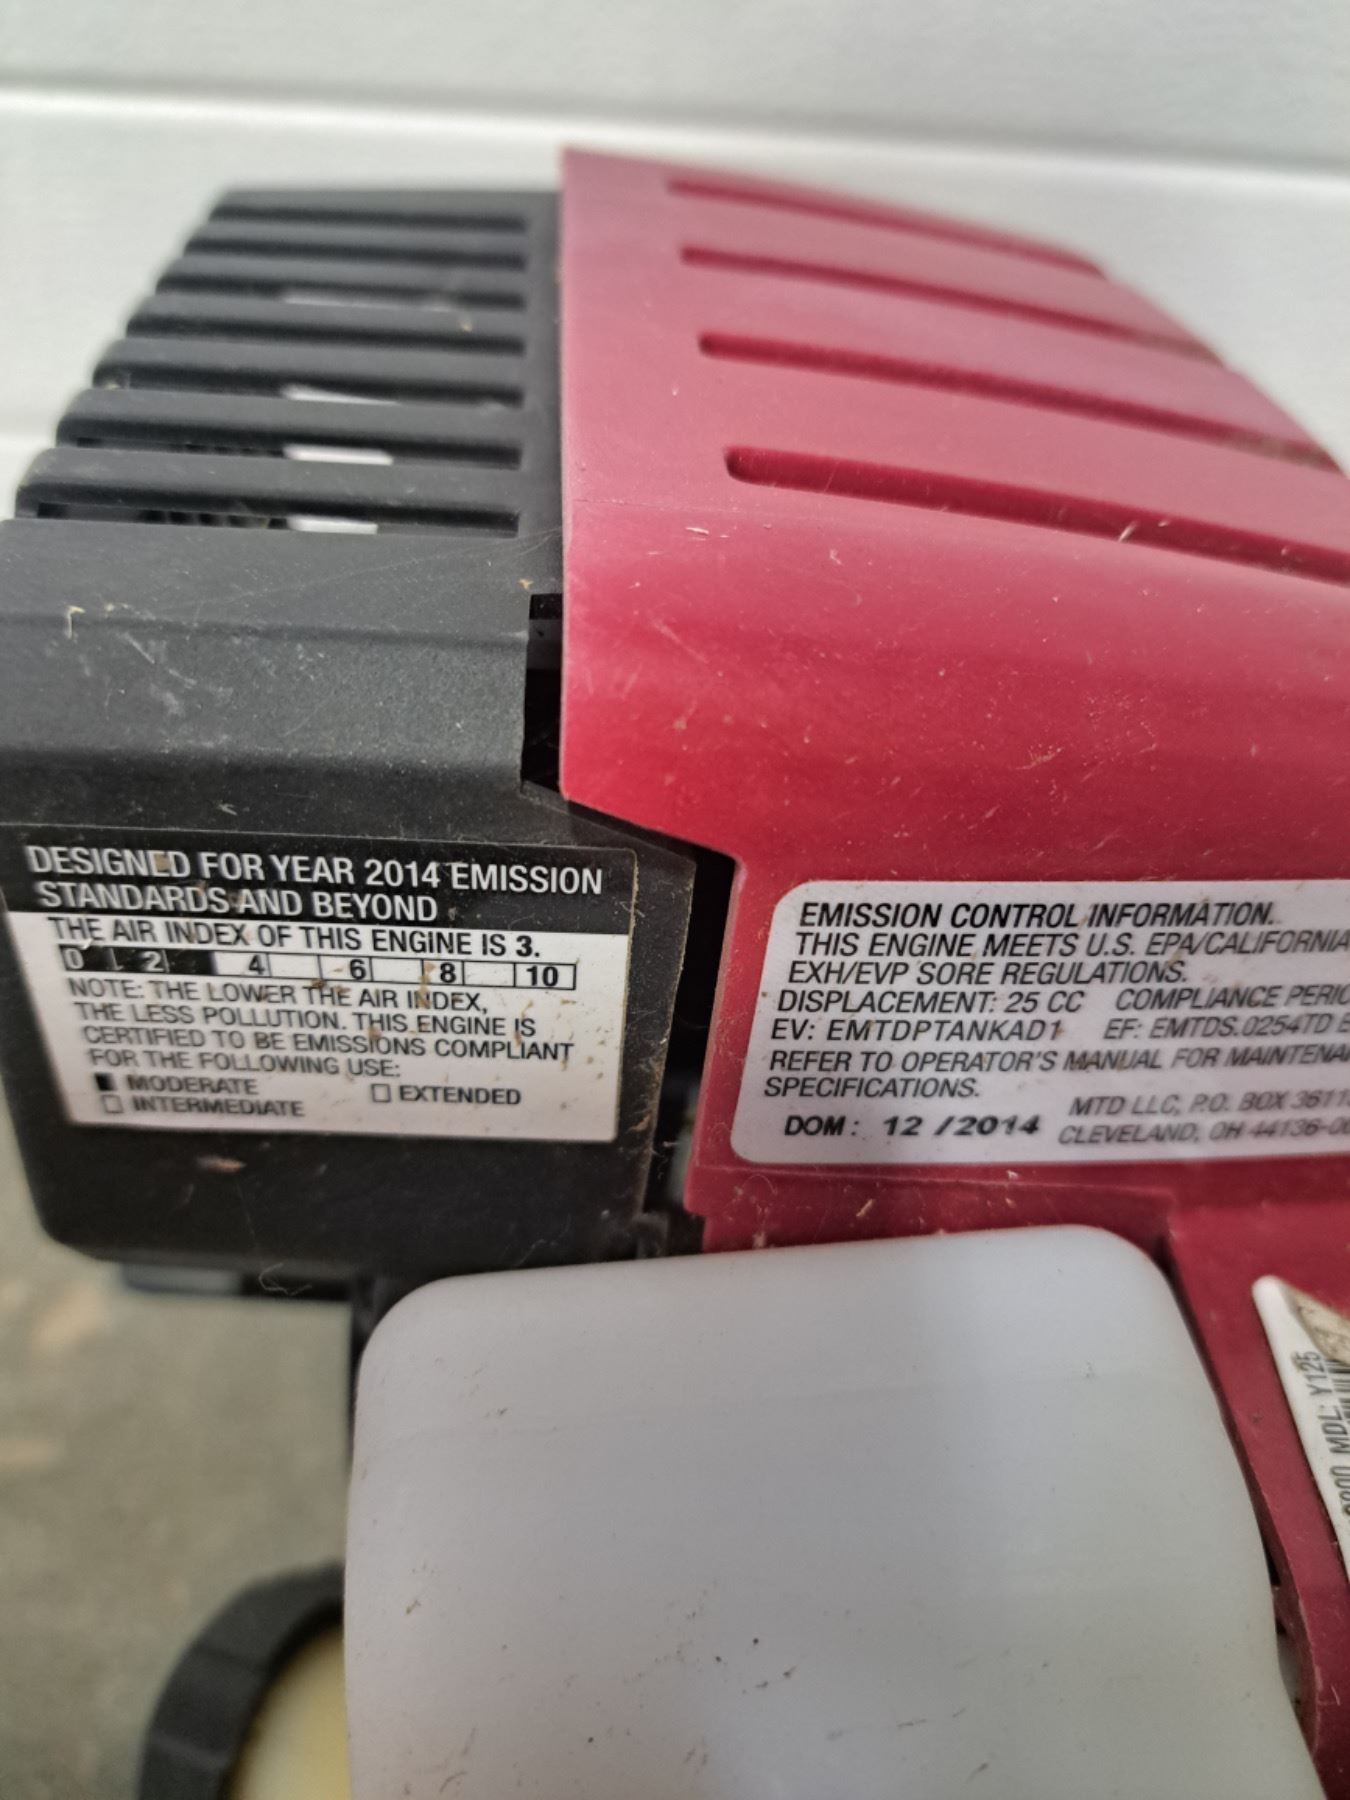 DESIGNED FOR YEAR 2014 EMISSION
STANDARDS AND BEYOND
THE AIR INDEX OF THIS ENGINE IS 3.
0 2 4 6 8 10
NOTE: THE LOWER THE AIR INDEX,
THE LESS POLLUTION. THIS ENGINE IS
CERTIFIED TO BE EMISSIONS COMPLIANT
FOR THE FOLLOWING USE:
MODERATE
EXTENDED
INTERMEDIATE
EMISSION CONTROL INFORMATION.
THIS ENGINE MEETS U.S. EPA/CALIFORNIA
EXH/EVP SORE REGULATIONS.
DISPLACEMENT: 25 CC COMPLIANCE
EV: EMTDPTANKAD1 EF: EMTDS.0254TD
REFER TO OPERATOR'S MANUAL FOR
SPECIFICATIONS.
DOM: 12 /2014
MTD LLC, P.O. BOX
CLEVELAND, OH
MDL: Y125